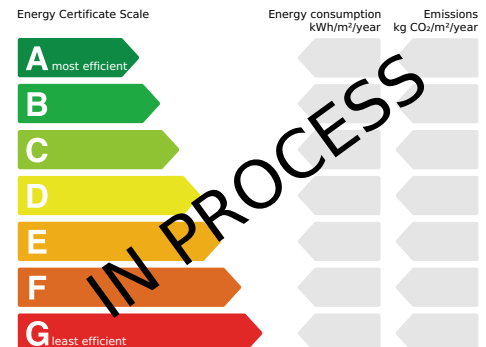 Energy Certificate Scale
Energy consumption
kWh/m²/year
Emissions
kg CO₂/m²/year
A most efficient
B
C
D
E
F
G least efficient
IN PROCESS